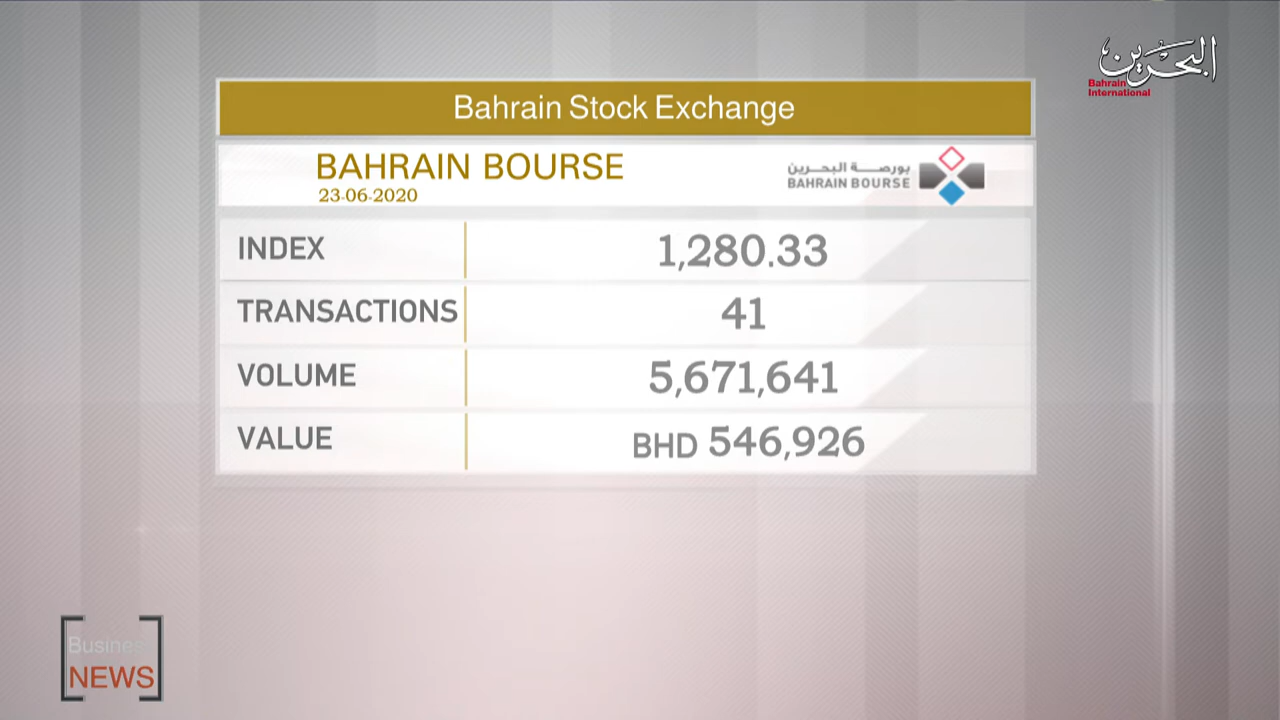 البحرين
Bahrain
International
Bahrain Stock Exchange
BAHRAIN BOURSE
23-06-2020
بورصة البحرين
BAHRAIN BOURSE
INDEX 1,280.33
TRANSACTIONS 41
VOLUME 5,671,641
VALUE BHD 546,926
Busines
NEWS